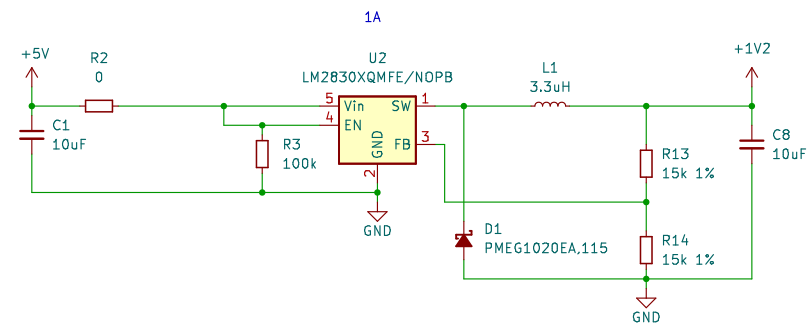 1A
+5V
R2
0
U2
LM2830XQMFE/NOPB
L1
3.3uH
+1V2
5
Vin
SW
1
4
EN
C1
10uF
R3
100k
GND
FB
3
2
GND
C8
10uF
R13
15k 1%
D1
PMEG1020EA,115
R14
15k 1%
GND